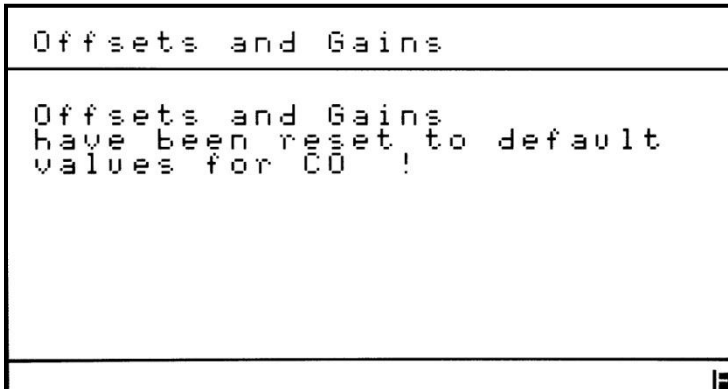 Offsets and Gains
Offsets and Gains
have been reset to default
values for CO !